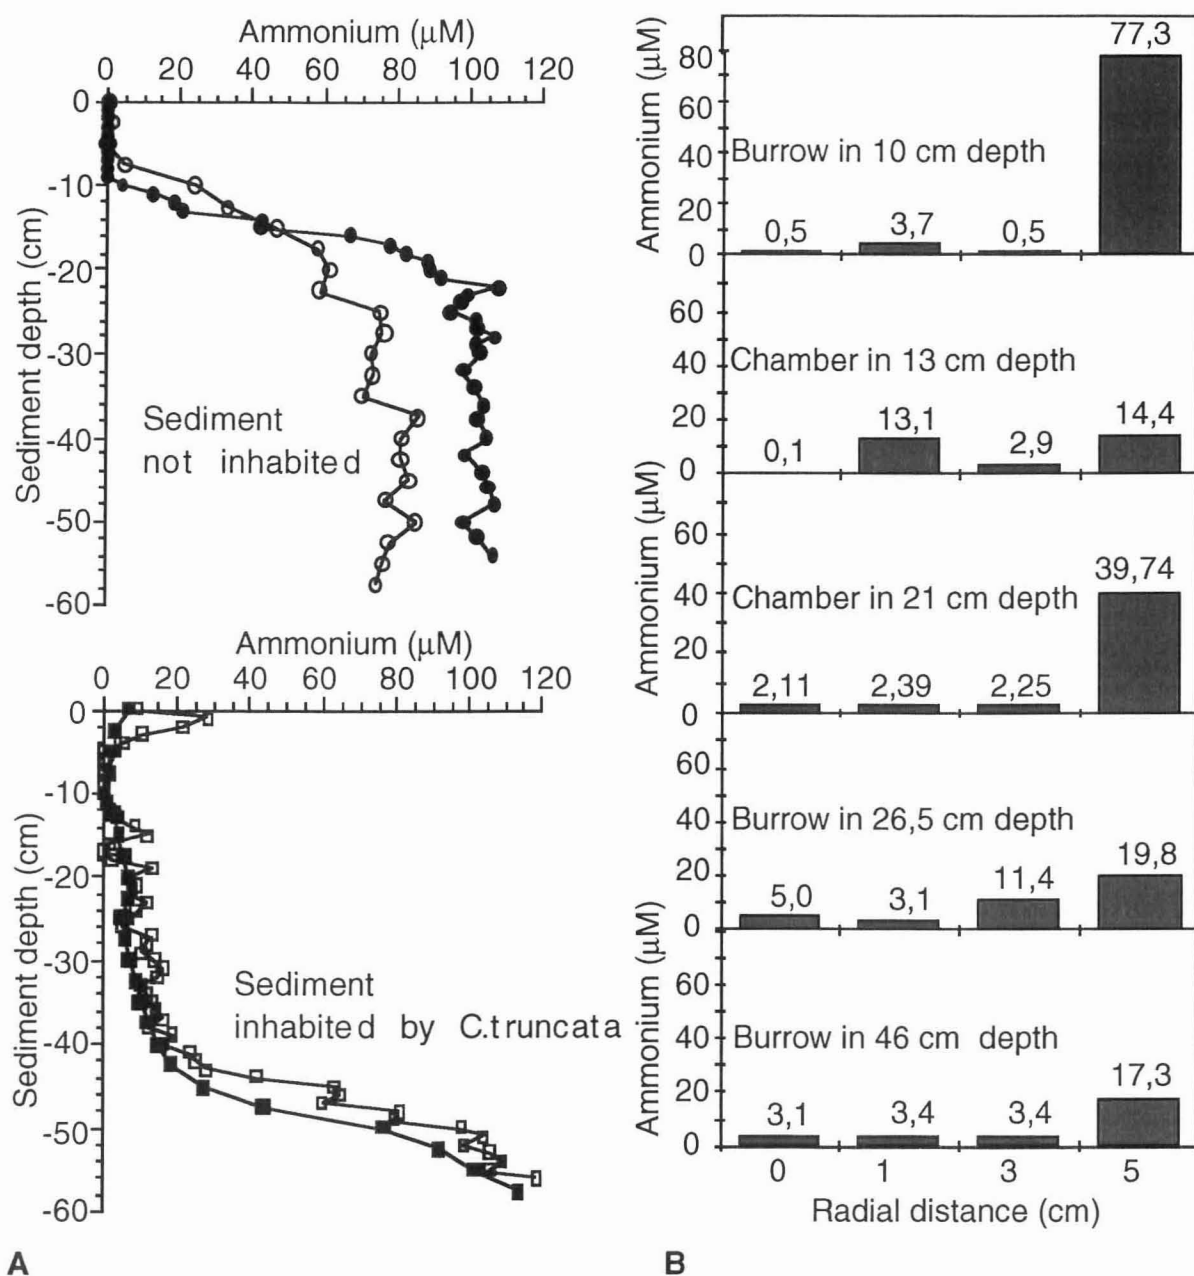 Ammonium (µM)
0 20 40 60 80 100 120
0
-10
-20
-30
-40
-50
-60
Sediment depth (cm)
Sediment
not inhabited
Ammonium (µM)
0 20 40 60 80 100 120
0
-10
-20
-30
-40
-50
-60
Sediment depth (cm)
Sediment
inhabited by C.truncata
A
Ammonium (µM)
80
60
40
20
0
77,3
Burrow in 10 cm depth
0,5 3,7 0,5
60
40
20
0
Chamber in 13 cm depth
0,1 13,1 2,9 14,4
Ammonium (µM)
60
40
20
0
39,74
Chamber in 21 cm depth
2,11 2,39 2,25
60
40
20
0
Burrow in 26,5 cm depth
5,0 3,1 11,4 19,8
Ammonium (µM)
60
40
20
0
Burrow in 46 cm depth
3,1 3,4 3,4 17,3
0 1 3 5
Radial distance (cm)
B